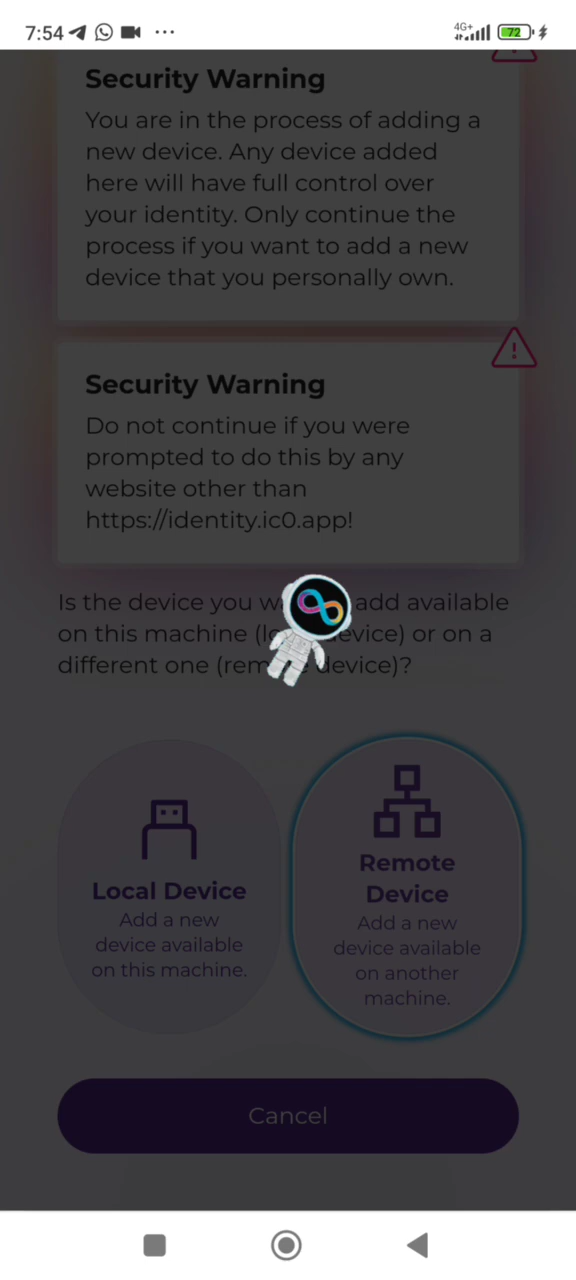 7:54
4G+
72
Security Warning
You are in the process of adding a
new device. Any device added
here will have full control over
your identity. Only continue the
process if you want to add a new
device that you personally own.
Security Warning
Do not continue if you were
prompted to do this by any
website other than
https://identity.ic0.app!
Is the device you add available
on this machine device) or on a
different one device)?
Local Device
Add a new
device available
on this machine.
Remote
Device
Add a new
device available
on another
machine.
Cancel